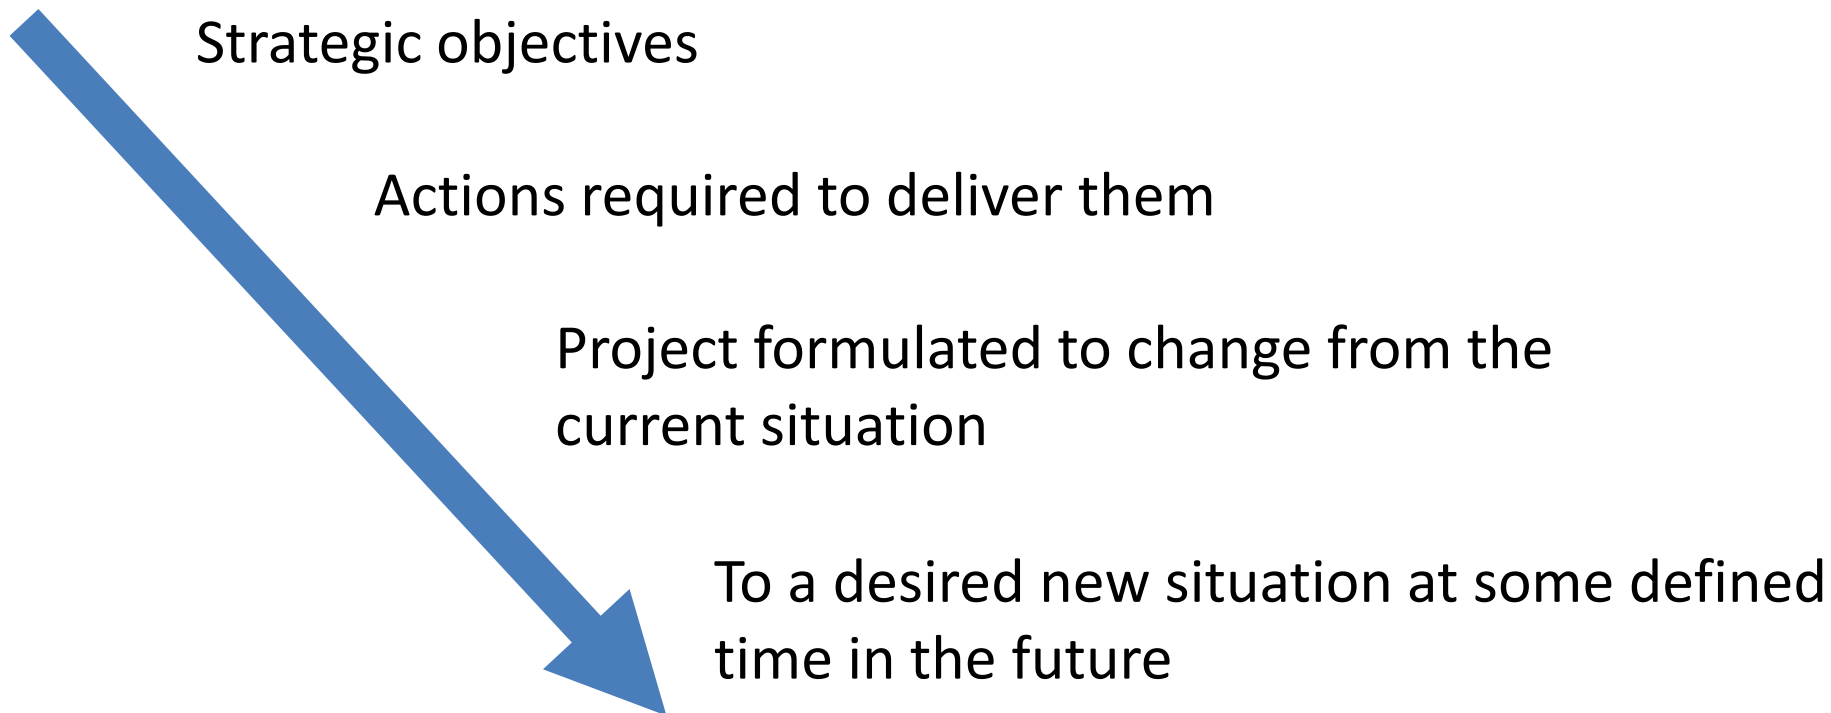 Strategic objectives
Actions required to deliver them
Project formulated to change from the
current situation
To a desired new situation at some defined
time in the future